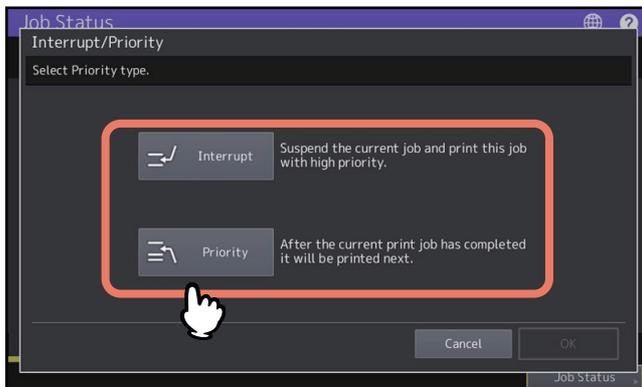 Job Status
?
Interrupt/Priority
Select Priority type.
Interrupt
Suspend the current job and print this job
with high priority.
Priority
After the current print job has completed
it will be printed next.
Cancel
OK
Job Status